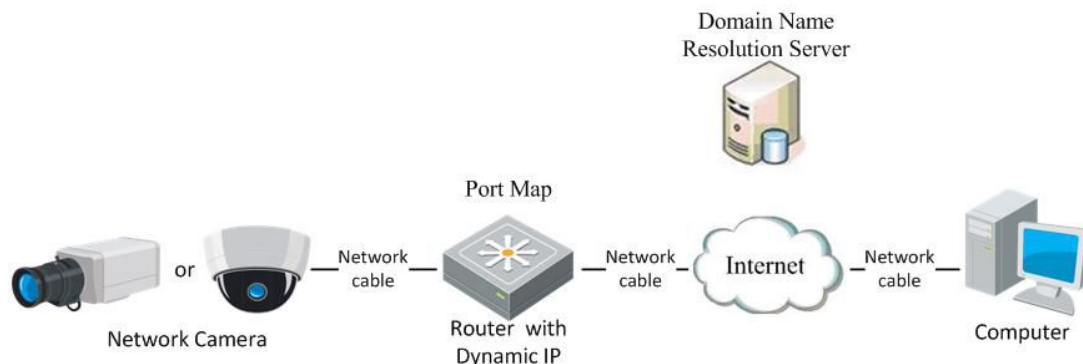 Domain Name
Resolution Server
Port Map
or
Network
cable
Network
cable
Internet
Network
cable
Network Camera
Router with
Dynamic IP
Computer